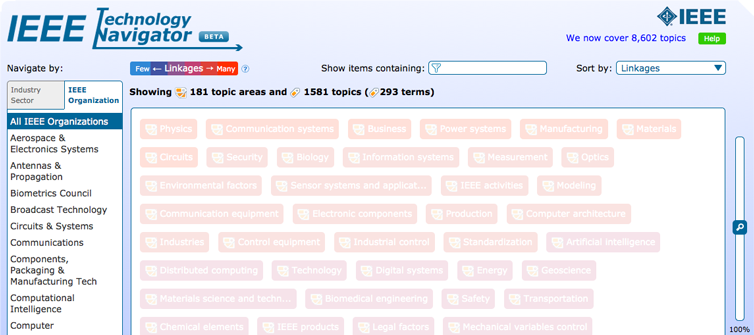 IEEE Technology Navigator BETA
IEEE
We now cover 8,602 topics Help
Navigate by: Few ← Linkages → Many ? Show items containing: Sort by: Linkages
Industry Sector
IEEE Organization
Showing 181 topic areas and 1581 topics (293 terms)
All IEEE Organizations
Aerospace &
Electronics Systems
Antennas &
Propagation
Biometrics Council
Broadcast Technology
Circuits & Systems
Communications
Components,
Packaging &
Manufacturing Tech
Computational
Intelligence
Computer
Physics Communication systems Business Power systems Manufacturing Materials
Circuits Security Biology Information systems Measurement Optics
Environmental factors Sensor systems and applicat... IEEE activities Modeling
Communication equipment Electronic components Production Computer architecture
Industries Control equipment Industrial control Standardization Artificial intelligence
Distributed computing Technology Digital systems Energy Geoscience
Materials science and techn... Biomedical engineering Safety Transportation
Chemical elements IEEE products Legal factors Mechanical variables control
100%